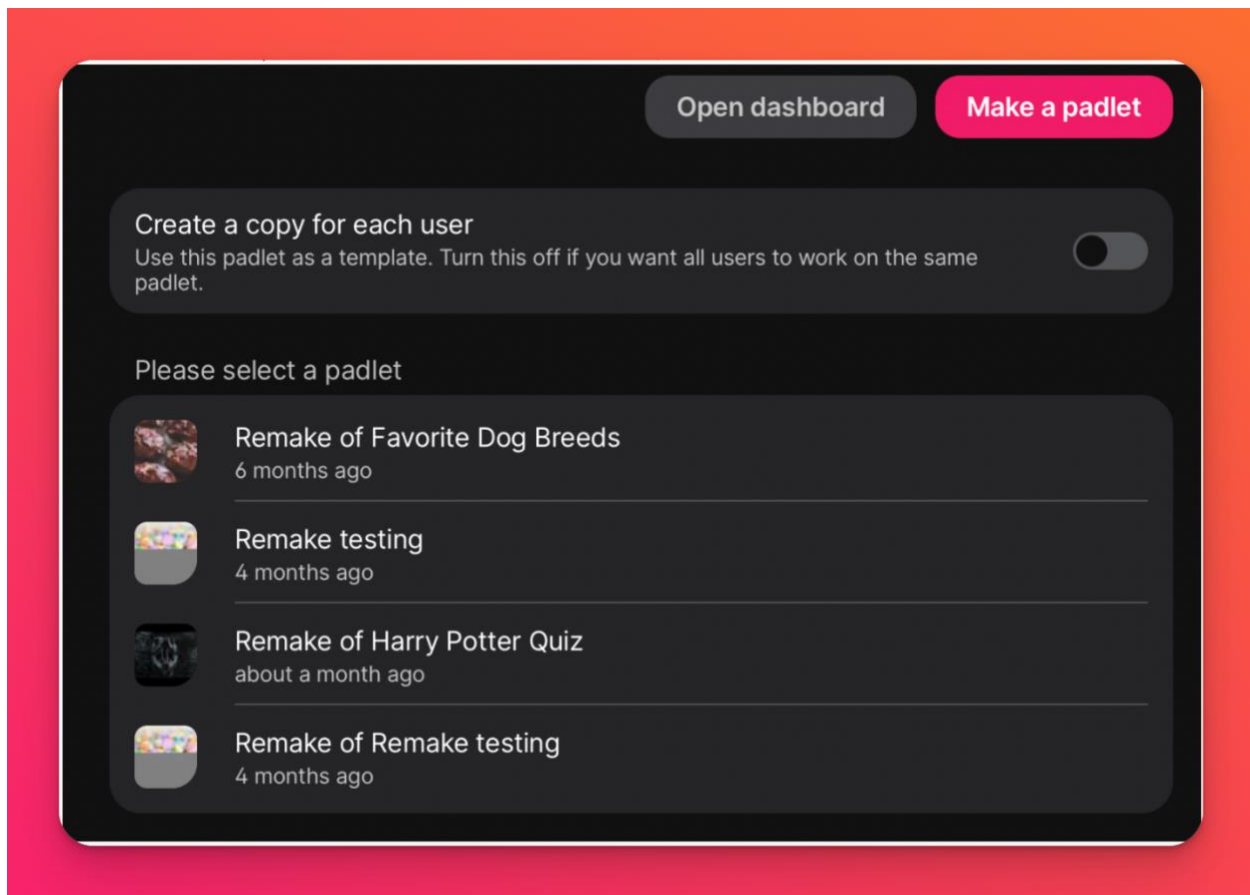 Open dashboard
Make a padlet
Create a copy for each user
Use this padlet as a template. Turn this off if you want all users to work on the same
padlet.
Please select a padlet
Remake of Favorite Dog Breeds
6 months ago
Remake testing
4 months ago
Remake of Harry Potter Quiz
about a month ago
Remake of Remake testing
4 months ago